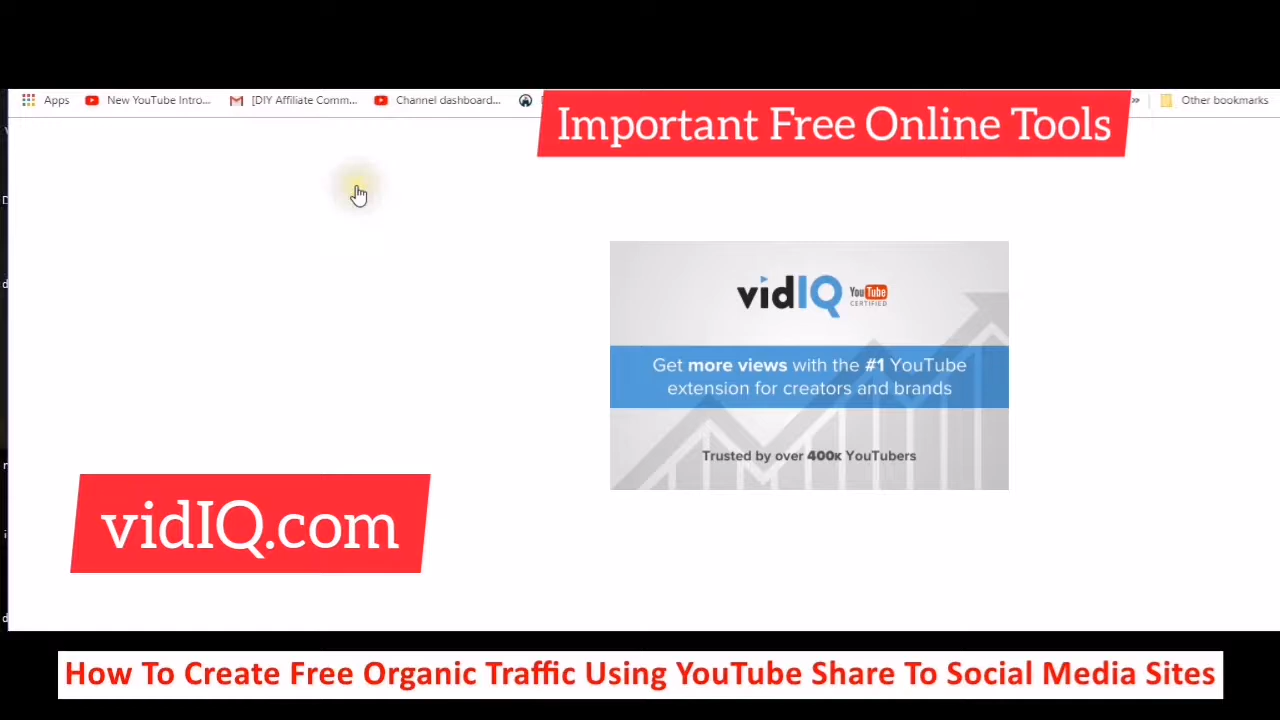 Apps New YouTube Intro... [DIY Affiliate Comm... Channel dashboard... » Other bookmarks
Important Free Online Tools
vidIQ YouTube CERTIFIED
Get more views with the #1 YouTube
extension for creators and brands
Trusted by over 400K YouTubers
vidIQ.com
How To Create Free Organic Traffic Using YouTube Share To Social Media Sites